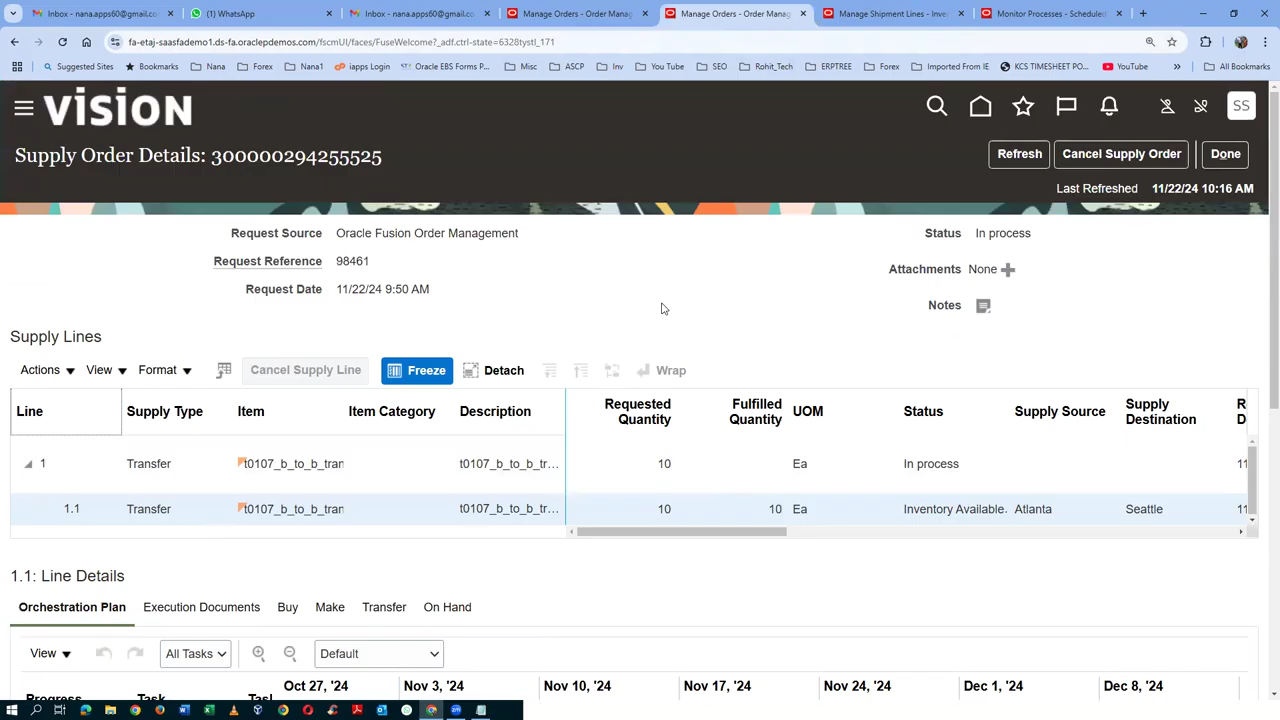 Inbox - nana.apps60@gmail.co
(1) WhatsApp
Inbox - nana.apps60@gmail.co
Manage Orders - Order Manag
Manage Orders - Order Manag
Manage Shipment Lines - Inve
Monitor Processes - Scheduled
fa-etaj-saasfademo1.ds-fa.oraclepdemos.com/fscmUI/faces/FuseWelcome?_adf.ctrl-state=6328tystl_171
Suggested Sites
Bookmarks
Nana
Forex
Nana1
iapps Login
Oracle EBS Forms P...
Misc
ASCP
Inv
You Tube
SEO
Rohit_Tech
ERPTREE
Forex
Imported From IE
KCS TIMESHEET PO...
YouTube
All Bookmarks
vision
SS
Supply Order Details: 300000294255525
Refresh
Cancel Supply Order
Done
Last Refreshed 11/22/24 10:16 AM
Request Source Oracle Fusion Order Management
Status In process
Request Reference 98461
Attachments None
Request Date 11/22/24 9:50 AM
Notes
Supply Lines
Actions View Format Cancel Supply Line Freeze Detach Wrap
Line Supply Type Item Item Category Description Requested Quantity Fulfilled Quantity UOM Status Supply Source Supply Destination
1 Transfer t0107_b_to_b_tran t0107_b_to_b_tr... 10 Ea In process 11
1.1 Transfer t0107_b_to_b_tran t0107_b_to_b_tr... 10 10 Ea Inventory Available. Atlanta Seattle 11
1.1: Line Details
Orchestration Plan Execution Documents Buy Make Transfer On Hand
View All Tasks Default
Progress Task Oct 27, '24 Nov 3, '24 Nov 10, '24 Nov 17, '24 Nov 24, '24 Dec 1, '24 Dec 8, '24